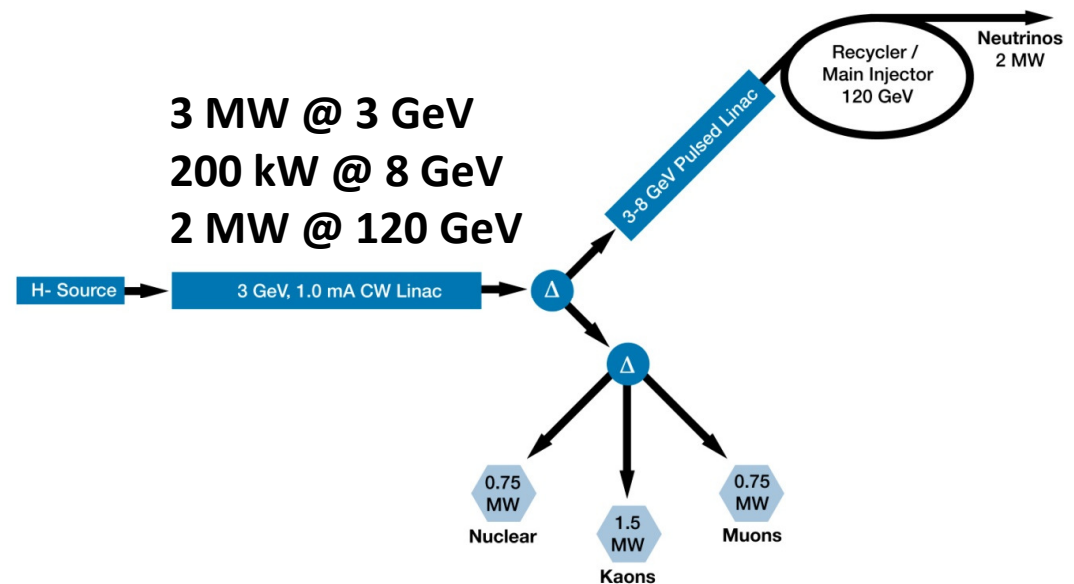 Neutrinos
2 MW
Recycler /
Main Injector
120 GeV
3 MW @ 3 GeV
200 kW @ 8 GeV
2 MW @ 120 GeV
3-8 GeV Pulsed Linac
H- Source
3 GeV, 1.0 mA CW Linac
Δ
Δ
0.75
MW
Nuclear
1.5
MW
Kaons
0.75
MW
Muons